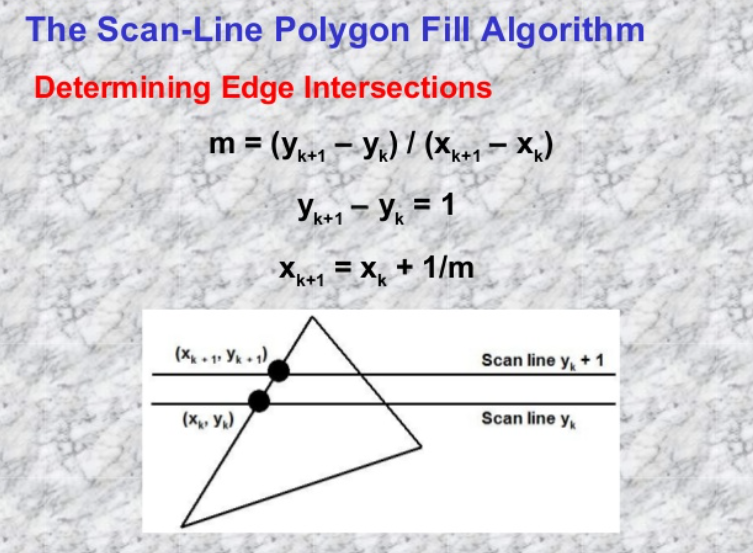 The Scan-Line Polygon Fill Algorithm
Determining Edge Intersections
m = (yₖ₊₁ – yₖ) / (xₖ₊₁ – xₖ)
yₖ₊₁ – yₖ = 1
xₖ₊₁ = xₖ + 1/m
(xₖ ₊ ₁, yₖ ₊ ₁)
Scan line yₖ + 1
(xₖ, yₖ)
Scan line yₖ